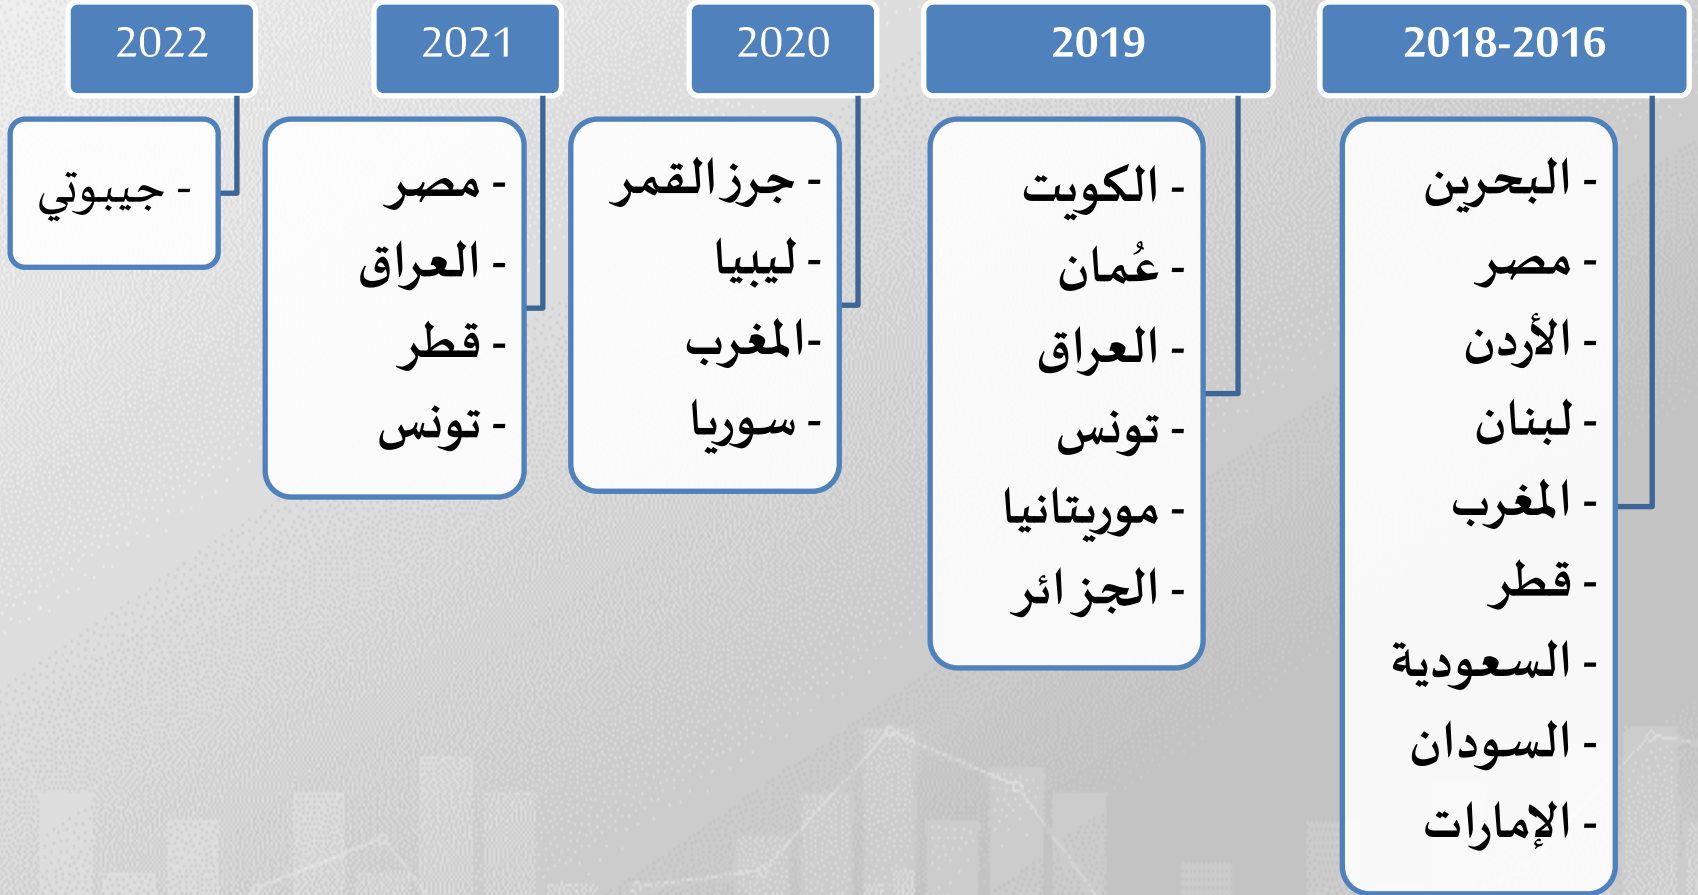 2018-2016
- البحرين
- مصر
- الأردن
- لبنان
- المغرب
- قطر
- السعودية
- السودان
- الإمارات
2019
- الكويت
- عُمان
- العراق
- تونس
- موريتانيا
- الجزائر
2020
- جرز القمر
- ليبيا
-المغرب
- سوريا
2021
- مصر
- العراق
- قطر
- تونس
2022
- جيبوتي